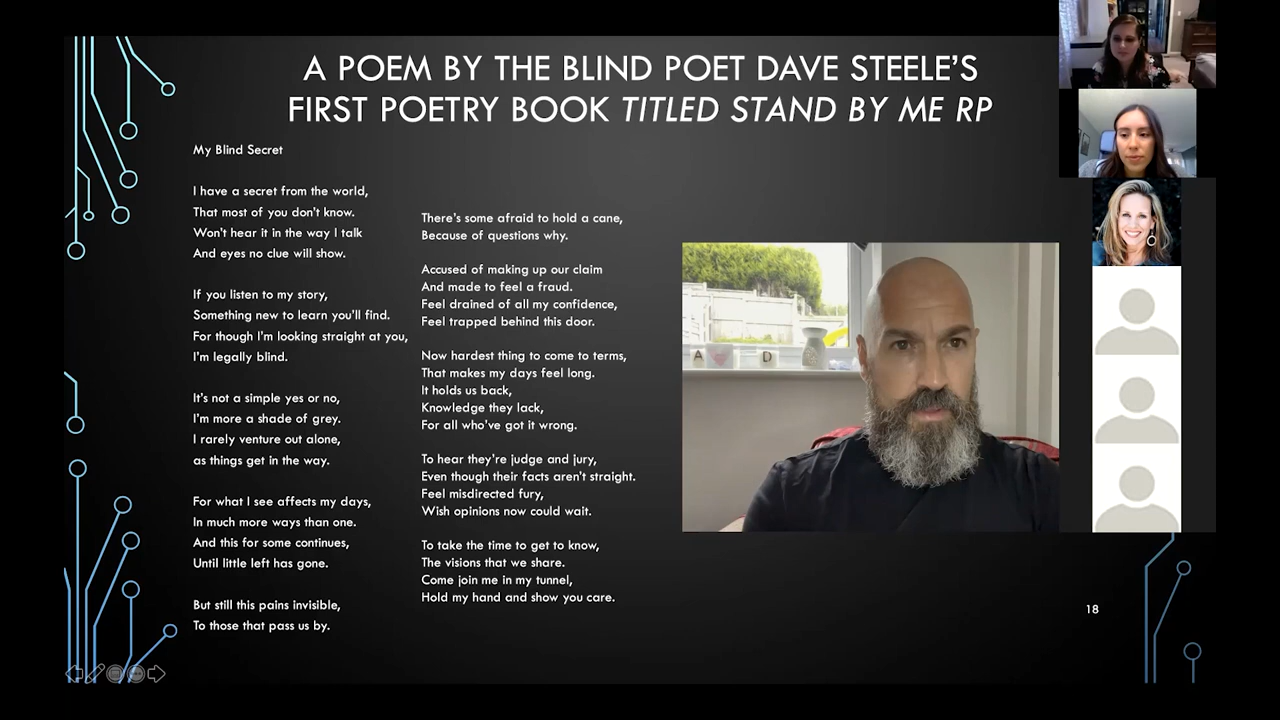 A POEM BY THE BLIND POET DAVE STEELE'S
FIRST POETRY BOOK TITLED STAND BY ME RP
My Blind Secret
I have a secret from the world,
That most of you don't know.
Won't hear it in the way I talk
And eyes no clue will show.
If you listen to my story,
Something new to learn you'll find.
For though I'm looking straight at you,
I'm legally blind.
It's not a simple yes or no,
I'm more a shade of grey.
I rarely venture out alone,
as things get in the way.
For what I see affects my days,
In much more ways than one.
And this for some continues,
Until little left has gone.
But still this pains invisible,
To those that pass us by.
There's some afraid to hold a cane,
Because of questions why.
Accused of making up our claim
And made to feel a fraud.
Feel drained of all my confidence,
Feel trapped behind this door.
Now hardest thing to come to terms,
That makes my days feel long.
It holds us back,
Knowledge they lack,
For all who've got it wrong.
To hear they're judge and jury,
Even though their facts aren't straight.
Feel misdirected fury,
Wish opinions now could wait.
To take the time to get to know,
The visions that we share.
Come join me in my tunnel,
Hold my hand and show you care.
A D
18